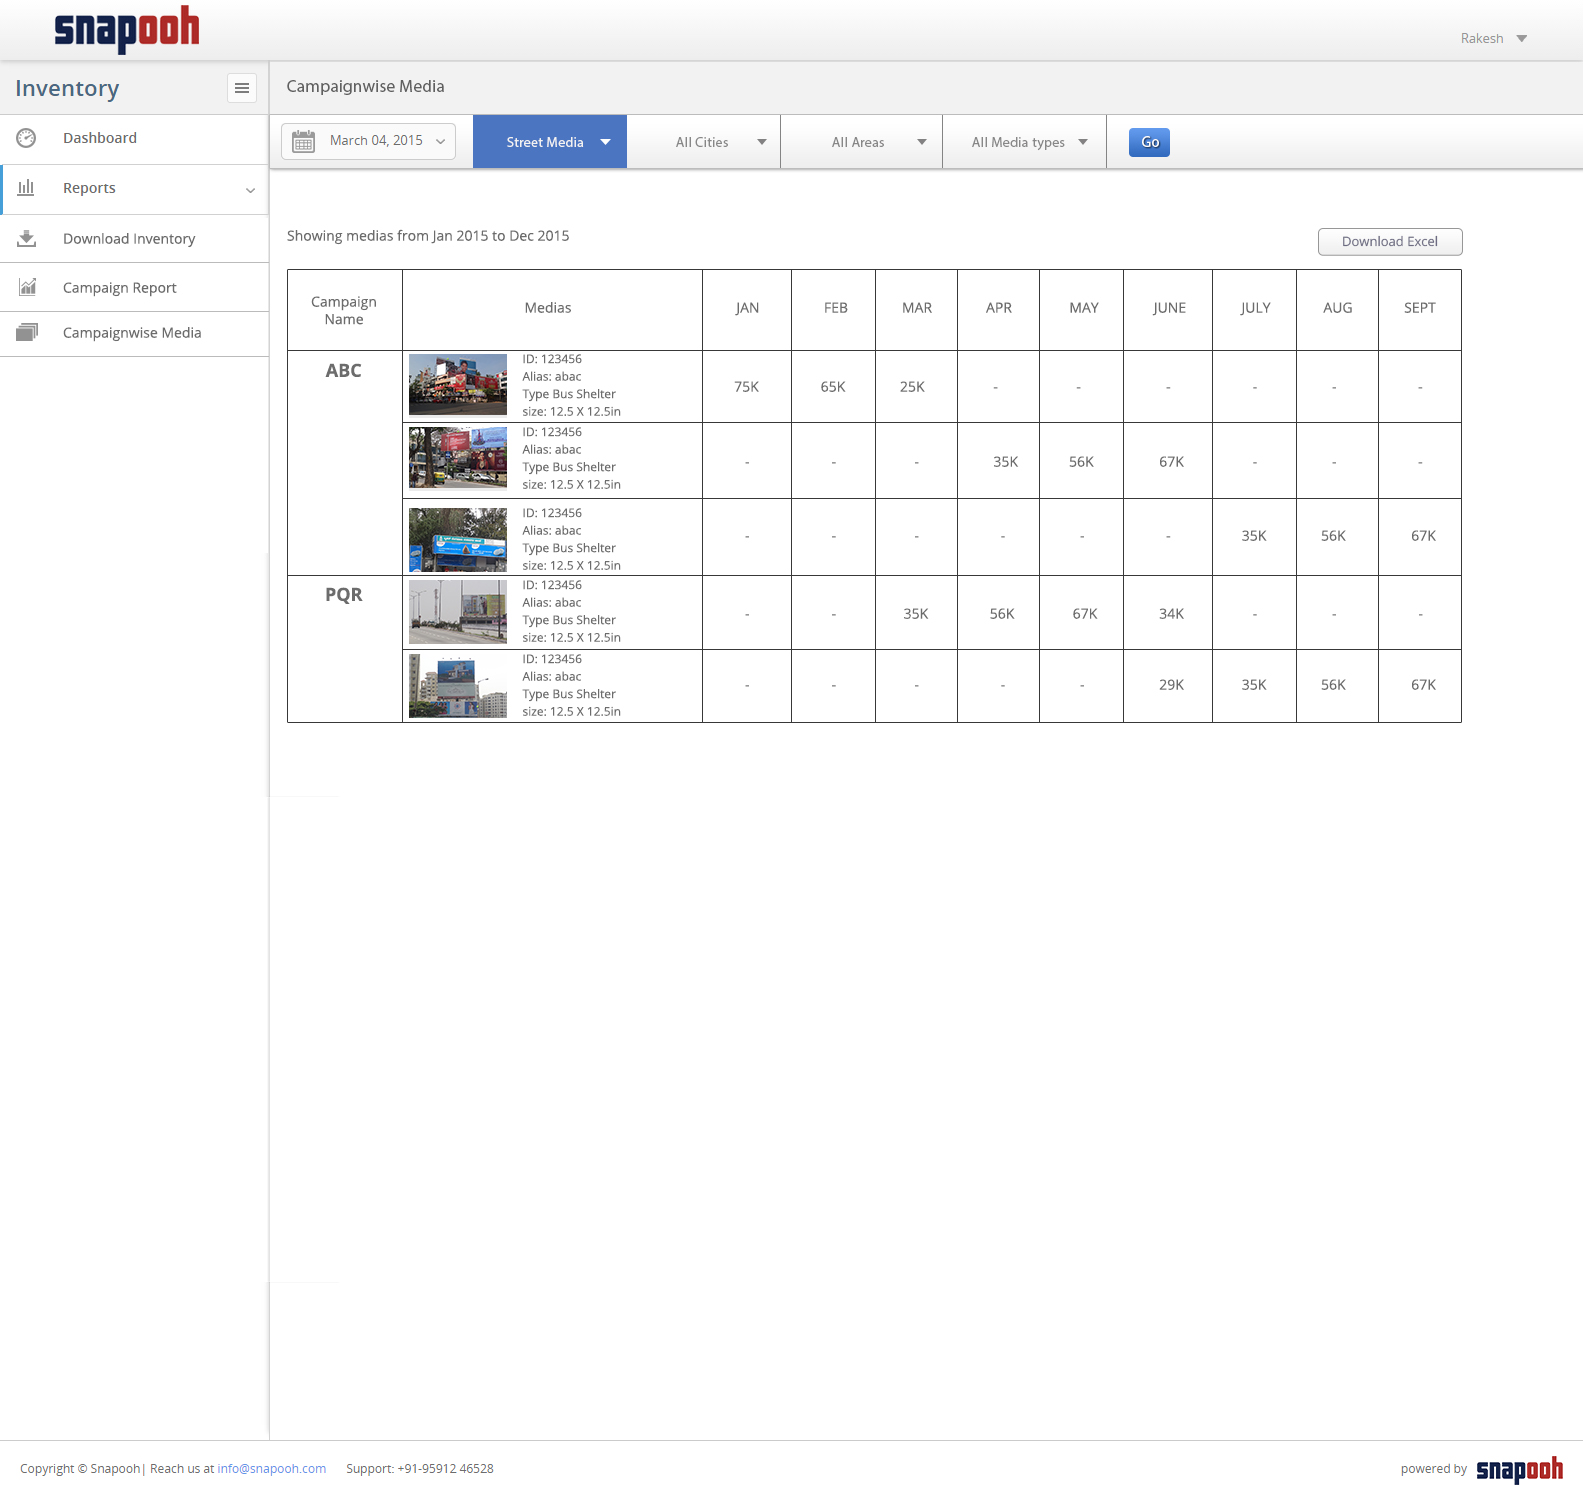 snapooh
Rakesh
Inventory
Campaignwise Media
Dashboard
March 04, 2015 Street Media All Cities All Areas All Media types Go
Reports
Download Inventory
Campaign Report
Campaignwise Media
Showing medias from Jan 2015 to Dec 2015
Download Excel
Campaign Name Medias JAN FEB MAR APR MAY JUNE JULY AUG SEPT
ABC
ID: 123456
Alias: abac
Type Bus Shelter
size: 12.5 X 12.5in
75K 65K 25K - - - - - -
ID: 123456
Alias: abac
Type Bus Shelter
size: 12.5 X 12.5in
- - - 35K 56K 67K - - -
ID: 123456
Alias: abac
Type Bus Shelter
size: 12.5 X 12.5in
- - - - - - 35K 56K 67K
PQR
ID: 123456
Alias: abac
Type Bus Shelter
size: 12.5 X 12.5in
- - 35K 56K 67K 34K - - -
ID: 123456
Alias: abac
Type Bus Shelter
size: 12.5 X 12.5in
- - - - - 29K 35K 56K 67K
Copyright © Snapooh| Reach us at info@snapooh.com Support: +91-95912 46528
powered by snapooh